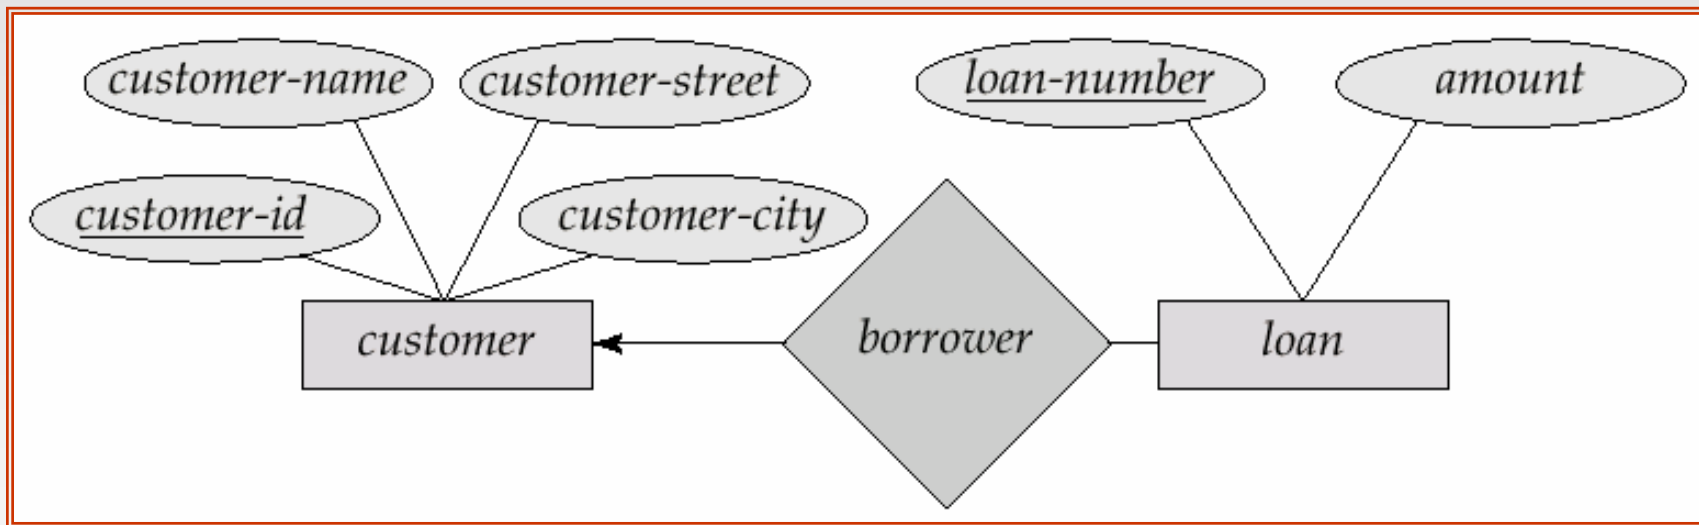 customer-name
customer-street
loan-number
amount
customer-id
customer-city
customer
borrower
loan